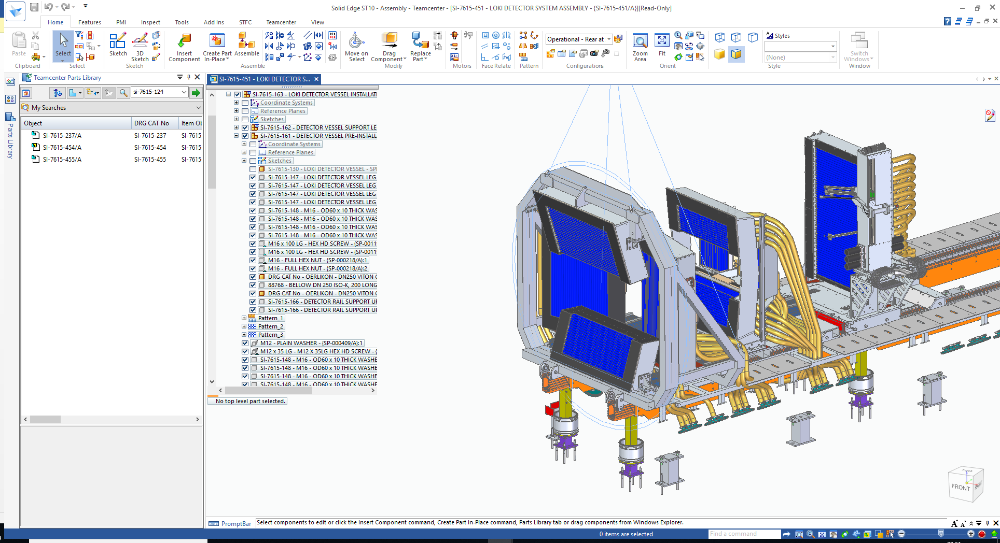 Solid Edge ST10 - Assembly - Teamcenter - [SI-7615-451 - LOKI DETECTOR SYSTEM ASSEMBLY - {SI-7615-451/A}][Read-Only]
Home Features PMI Inspect Tools Add Ins STFC Teamcenter View
Paste
Clipboard
Select
Select
Sketch
3D Sketch
Sketch
Insert Component
Create Part In-Place
Assemble
Assemble
Move on Select
Drag Component
Replace Part
Modify
Motors
Face Relate
Pattern
Operational - Rear at
Configurations
Zoom Area
Fit
Orient
Styles
(None)
Style
Switch Windows
Window
Teamcenter Parts Library
si-7615-124
My Searches
Object DRG CAT No Item Ob
SI-7615-237/A SI-7615-237 SI-7615
SI-7615-454/A SI-7615-454 SI-7615
SI-7615-455/A SI-7615-455 SI-7615
Parts Library
SI-7615-451 - LOKI DETECTOR S...
SI-7615-163 - LOKI DETECTOR VESSEL INSTALLATI
Coordinate Systems
Reference Planes
Sketches
SI-7615-162 - DETECTOR VESSEL SUPPORT LE
SI-7615-161 - DETECTOR VESSEL PRE-INSTALL
Coordinate Systems
Reference Planes
Sketches
SI-7615-130 - LOKI DETECTOR VESSEL - SP
SI-7615-147 - LOKI DETECTOR VESSEL LEG
SI-7615-147 - LOKI DETECTOR VESSEL LEG
SI-7615-147 - LOKI DETECTOR VESSEL LEG
SI-7615-147 - LOKI DETECTOR VESSEL LEG
SI-7615-148 - M16 - OD60 x 10 THICK WAS
SI-7615-148 - M16 - OD60 x 10 THICK WAS
SI-7615-148 - M16 - OD60 x 10 THICK WAS
SI-7615-148 - M16 - OD60 x 10 THICK WAS
M16 x 100 LG - HEX HD SCREW - {SP-0011
M16 x 100 LG - HEX HD SCREW - {SP-0011
M16 - FULL HEX NUT - {SP-000218/A}:1
M16 - FULL HEX NUT - {SP-000218/A}:2
DRG CAT No - OERLIKON - DN250 VITON
88768 - BELLOW DN 250 ISO-K, 200 LONG
DRG CAT No - OERLIKON - DN250 VITON
SI-7615-166 - DETECTOR RAIL SUPPORT UP
SI-7615-166 - DETECTOR RAIL SUPPORT UP
Pattern_1
Pattern_2
Pattern_3
M12 - PLAIN WASHER - {SP-000409/A}:1
M12 x 35 LG - M12 X 35LG HEX HD SCREW - {
SI-7615-148 - M16 - OD60 x 10 THICK WASHE
SI-7615-148 - M16 - OD60 x 10 THICK WASHE
SI-7615-148 - M16 - OD60 x 10 THICK WASHE
SI-7615-148 - M16 - OD60 x 10 THICK WASHE
No top level part selected.
TOP
FRONT
RIGHT
PromptBar
Select components to edit or click the Insert Component command, Create Part In-Place command, Parts Library tab or drag components from Windows Explorer.
0 items are selected
Find a command